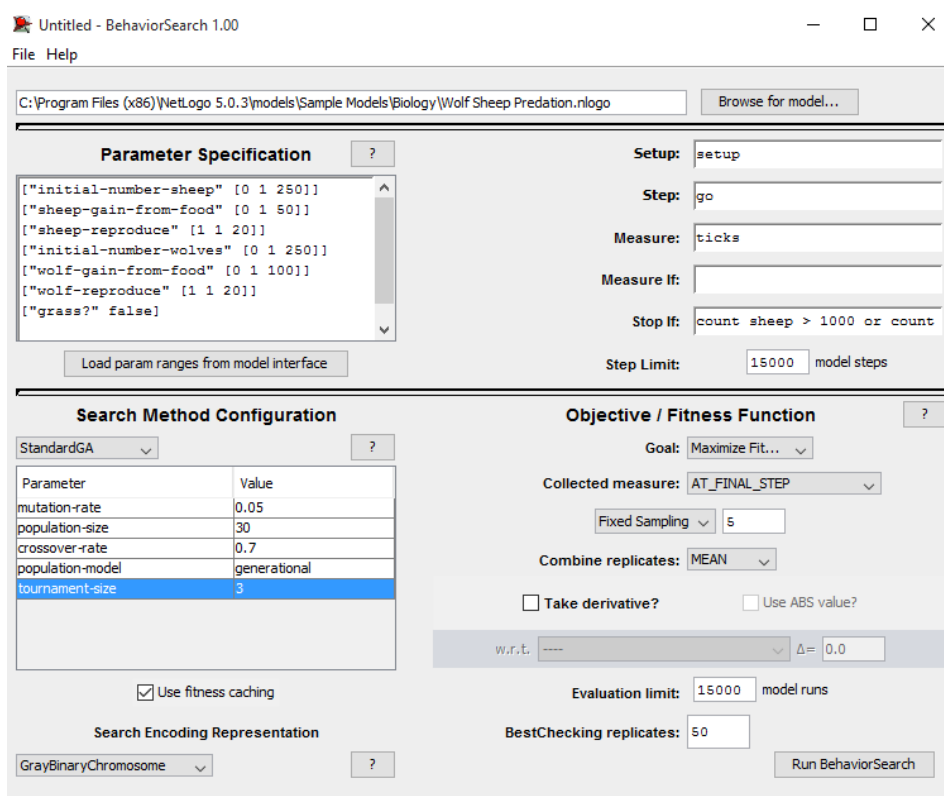 Untitled - BehaviorSearch 1.00
File Help
C:\Program Files (x86)\NetLogo 5.0.3\models\Sample Models\Biology\Wolf Sheep Predation.nlogo
Browse for model...
Parameter Specification
?
["initial-number-sheep" [0 1 250]]
["sheep-gain-from-food" [0 1 50]]
["sheep-reproduce" [1 1 20]]
["initial-number-wolves" [0 1 250]]
["wolf-gain-from-food" [0 1 100]]
["wolf-reproduce" [1 1 20]]
["grass?" false]
Load param ranges from model interface
Setup: setup
Step: go
Measure: ticks
Measure If:
Stop If: count sheep > 1000 or count
Step Limit: 15000 model steps
Search Method Configuration
StandardGA
?
Parameter Value
mutation-rate 0.05
population-size 30
crossover-rate 0.7
population-model generational
tournament-size 3
Use fitness caching
Search Encoding Representation
GrayBinaryChromosome
?
Objective / Fitness Function
?
Goal: Maximize Fit...
Collected measure: AT_FINAL_STEP
Fixed Sampling 5
Combine replicates: MEAN
Take derivative? Use ABS value?
w.r.t. ---- Δ= 0.0
Evaluation limit: 15000 model runs
BestChecking replicates: 50
Run BehaviorSearch